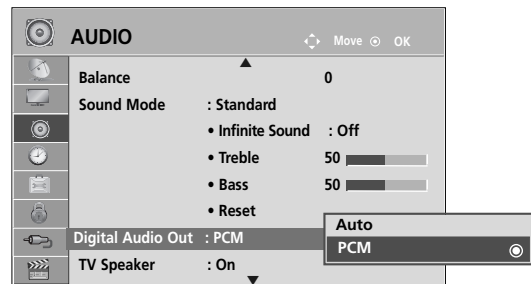 AUDIO Move OK
Balance 0
Sound Mode : Standard
• Infinite Sound : Off
• Treble 50
• Bass 50
• Reset
Digital Audio Out : PCM
TV Speaker : On
Auto
PCM